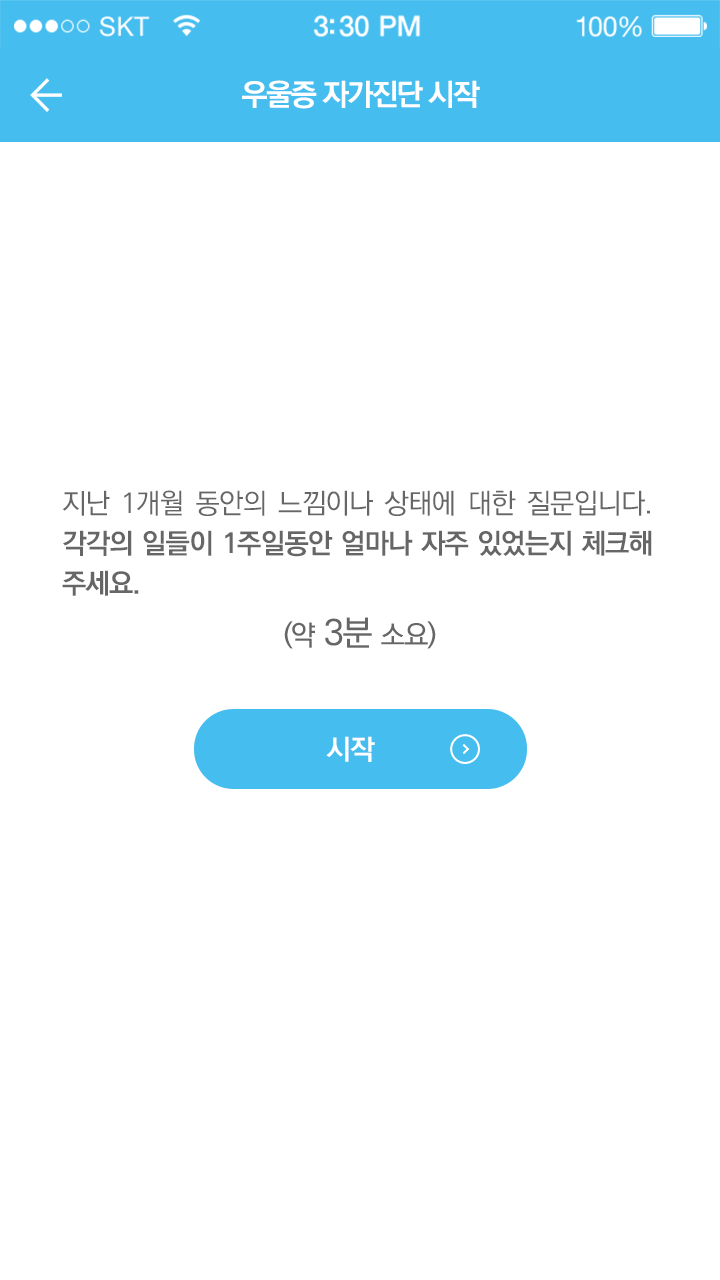 SKT 3:30 PM 100%
우울증 자가진단 시작
지난 1개월 동안의 느낌이나 상태에 대한 질문입니다.
각각의 일들이 1주일동안 얼마나 자주 있었는지 체크해
주세요.
(약 3분 소요)
시작